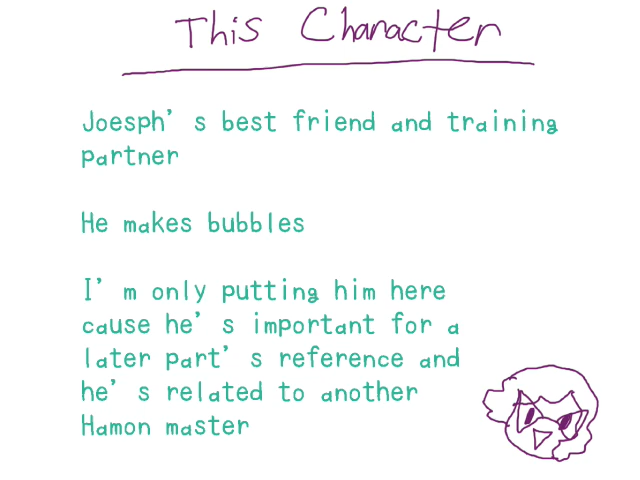 This Character
Joesph's best friend and training
partner
He makes bubbles
I'm only putting him here
cause he's important for a
later part's reference and
he's related to another
Hamon master